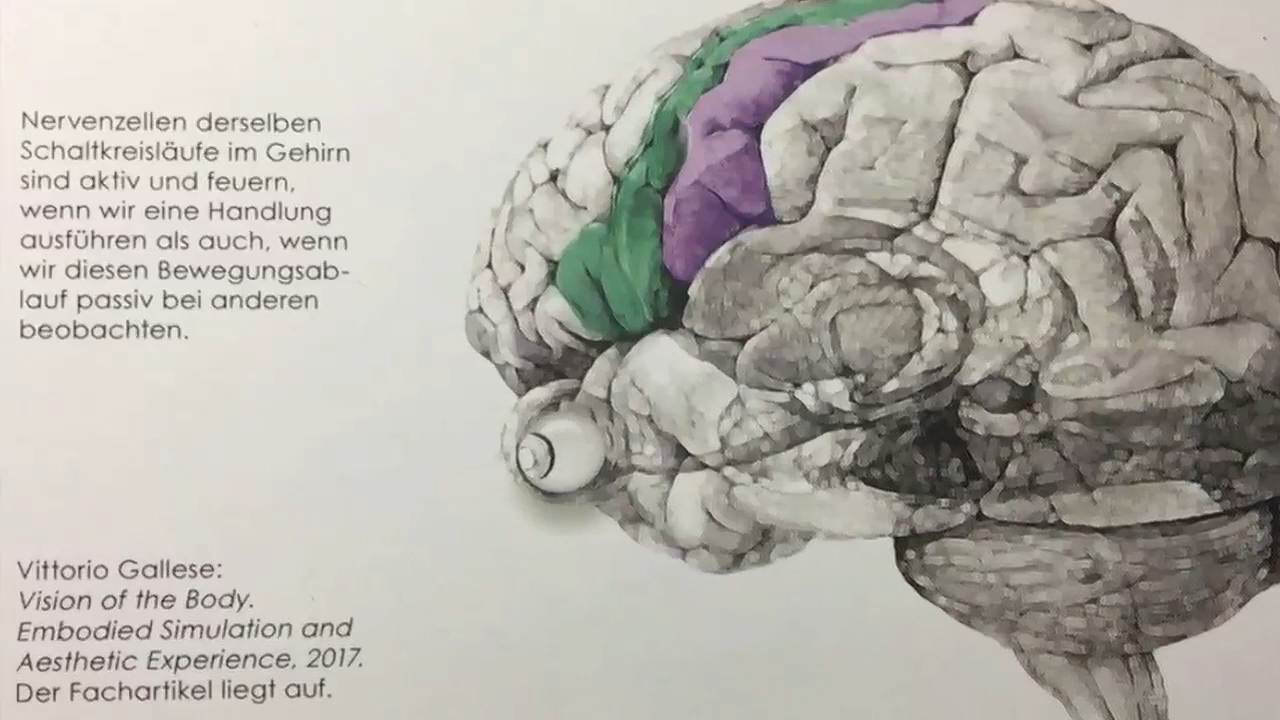 Nervenzellen derselben
Schaltkreisläufe im Gehirn
sind aktiv und feuern,
wenn wir eine Handlung
ausführen als auch, wenn
wir diesen Bewegungsab-
lauf passiv bei anderen
beobachten.
Vittorio Gallese:
Vision of the Body.
Embodied Simulation and
Aesthetic Experience, 2017.
Der Fachartikel liegt auf.